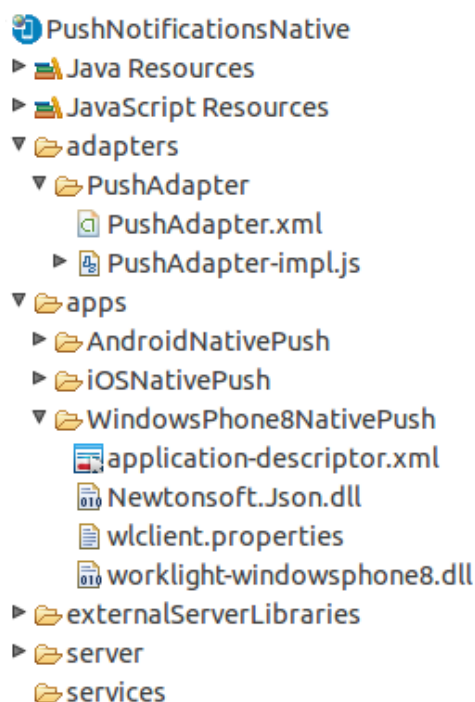 PushNotificationsNative
Java Resources
JavaScript Resources
adapters
PushAdapter
PushAdapter.xml
PushAdapter-impl.js
apps
AndroidNativePush
iOSNativePush
WindowsPhone8NativePush
application-descriptor.xml
Newtonsoft.Json.dll
wlclient.properties
worklight-windowsphone8.dll
externalServerLibraries
server
services